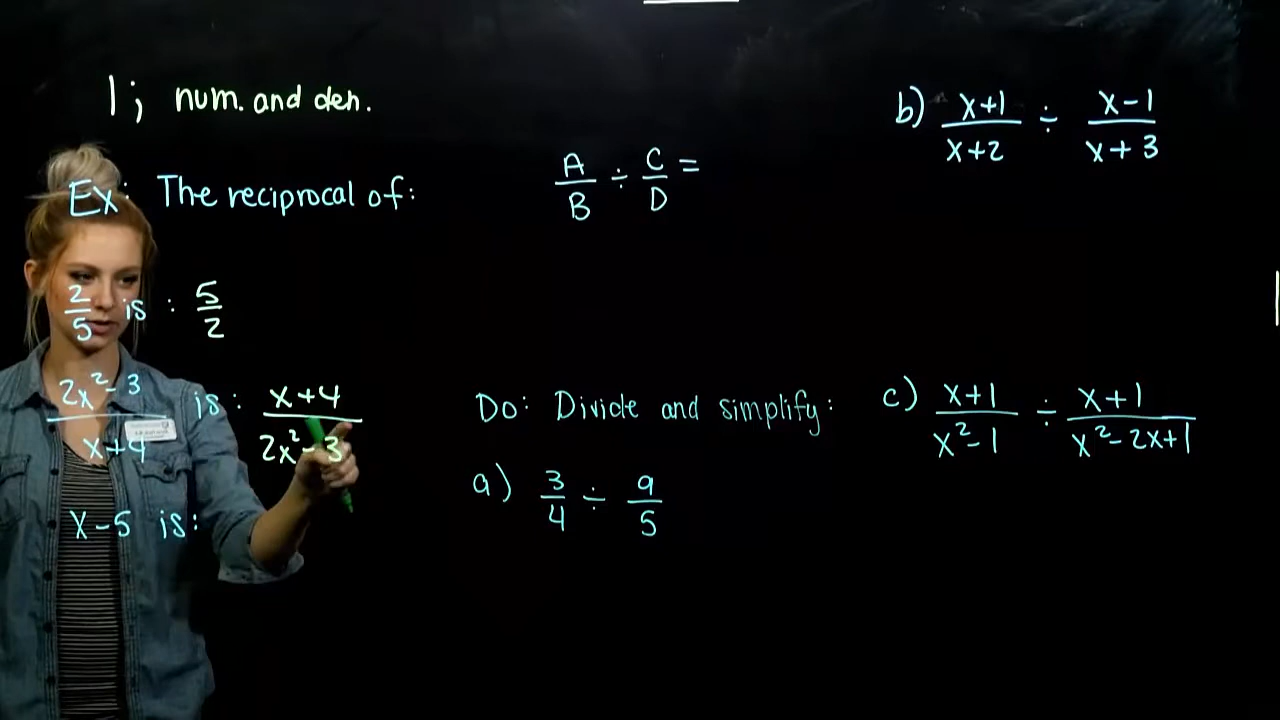 1; num. and den.
Ex: The reciprocal of:
2/5 is: 5/2
2x²-3/x+4 is: x+4/2x²-3
x-5 is:
A/B ÷ C/D =
Do: Divide and simplify:
a) 3/4 ÷ 9/5
b) x+1/x+2 ÷ x-1/x+3
c) x+1/x²-1 ÷ x+1/x²-2x+1